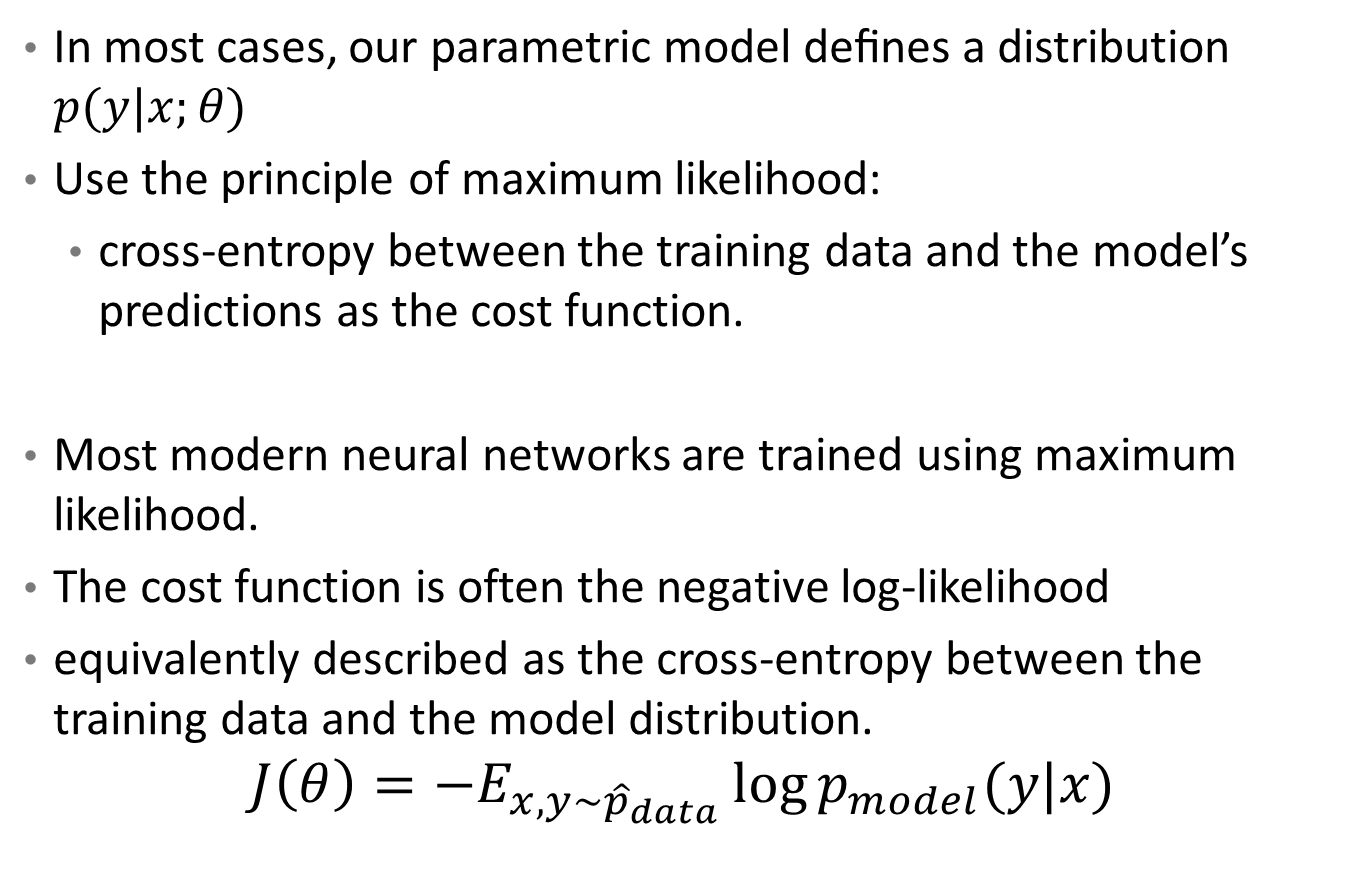 • In most cases, our parametric model defines a distribution
p(y|x; θ)
• Use the principle of maximum likelihood:
• cross-entropy between the training data and the model’s
predictions as the cost function.
• Most modern neural networks are trained using maximum
likelihood.
• The cost function is often the negative log-likelihood
• equivalently described as the cross-entropy between the
training data and the model distribution.
J(θ) = −E_{x,y~p̂_{data}} log p_{model}(y|x)